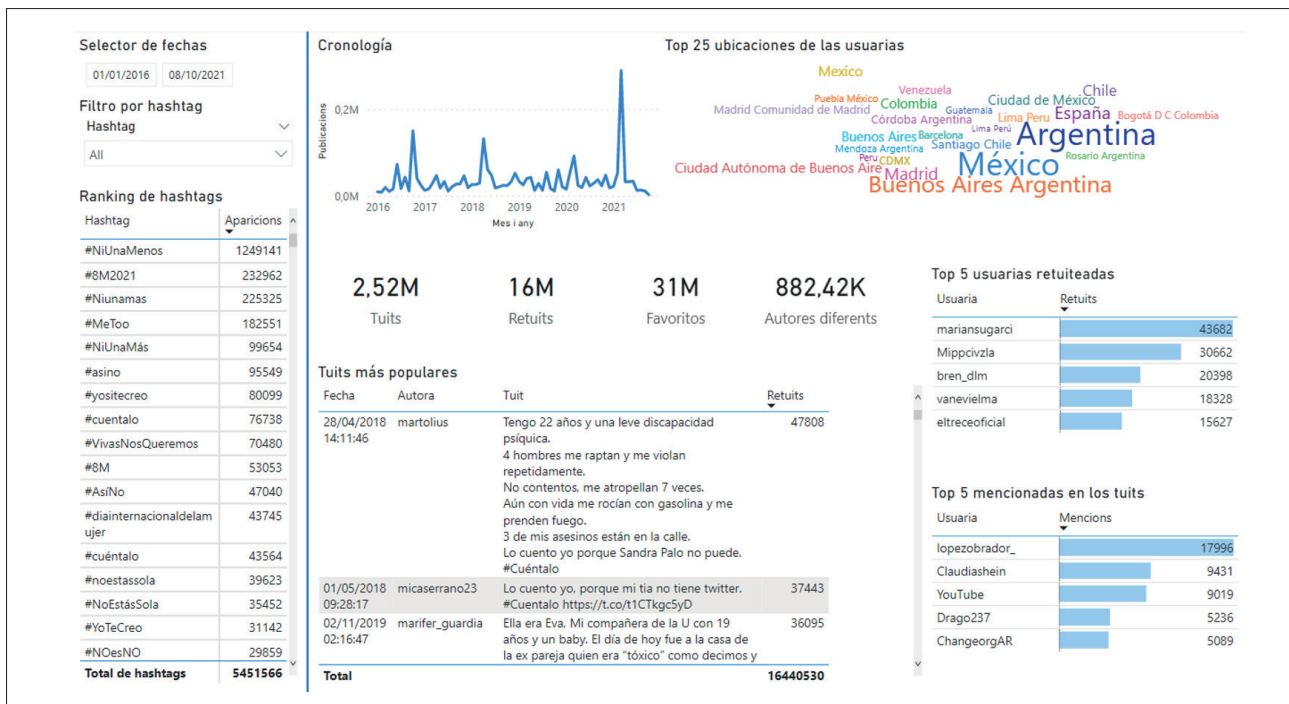 Selector de fechas
01/01/2016 08/10/2021
Filtro por hashtag
Hashtag
All
Ranking de hashtags
Hashtag Aparicions
#NiUnaMenos 1249141
#8M2021 232962
#Niunamas 225325
#MeToo 182551
#NiUnaMás 99654
#asino 95549
#yositecreo 80099
#cuentalo 76738
#VivasNosQueremos 70480
#8M 53053
#AsíNo 47040
#diainternacionaldelam
ujer 43745
#cuéntalo 43564
#noestassola 39623
#NoEstásSola 35452
#YoTeCreo 31142
#NOesNO 29859
Total de hashtags 5451566
Cronología
Publicacions
0,2M
0,0M
2016 2017 2018 2019 2020 2021
Mes i any
Top 25 ubicaciones de las usuarias
Mexico
Venezuela Chile
Puebla México Colombia Ciudad de México
Madrid Comunidad de Madrid Guatemala España Bogotá D C Colombia
Córdoba Argentina Lima Peru
Buenos Aires Barcelona Lima Perú Argentina
Mendoza Argentina Santiago Chile
Peru CDMX México Rosario Argentina
Ciudad Autónoma de Buenos Aire Madrid
Buenos Aires Argentina
2,52M 16M 31M 882,42K
Tuits Retuits Favoritos Autores diferents
Tuits más populares
Fecha Autora Tuit Retuits
28/04/2018 martolius Tengo 22 años y una leve discapacidad 47808
14:11:46 psíquica.
4 hombres me raptan y me violan
repetidamente.
No contentos, me atropellan 7 veces.
Aún con vida me rocían con gasolina y me
prenden fuego.
3 de mis asesinos están en la calle.
Lo cuento yo porque Sandra Palo no puede.
#Cuéntalo
01/05/2018 micaserrano23 Lo cuento yo, porque mi tia no tiene twitter. 37443
09:28:17 #Cuentalo https://t.co/t1CTkgc5yD
02/11/2019 marifer_guardia Ella era Eva, Mi compañera de la U con 19 36095
02:16:47 años y un baby. El día de hoy fue a la casa de
la ex pareja quien era "tóxico" como decimos y
Total 16440530
Top 5 usuarias retuiteadas
Usuaria Retuits
mariansugarci 43682
Mippcivzla 30662
bren_dlm 20398
vanevielma 18328
eltreceoficial 15627
Top 5 mencionadas en los tuits
Usuaria Mencions
lopezobrador_ 17996
Claudiashein 9431
YouTube 9019
Drago237 5236
ChangeorgAR 5089